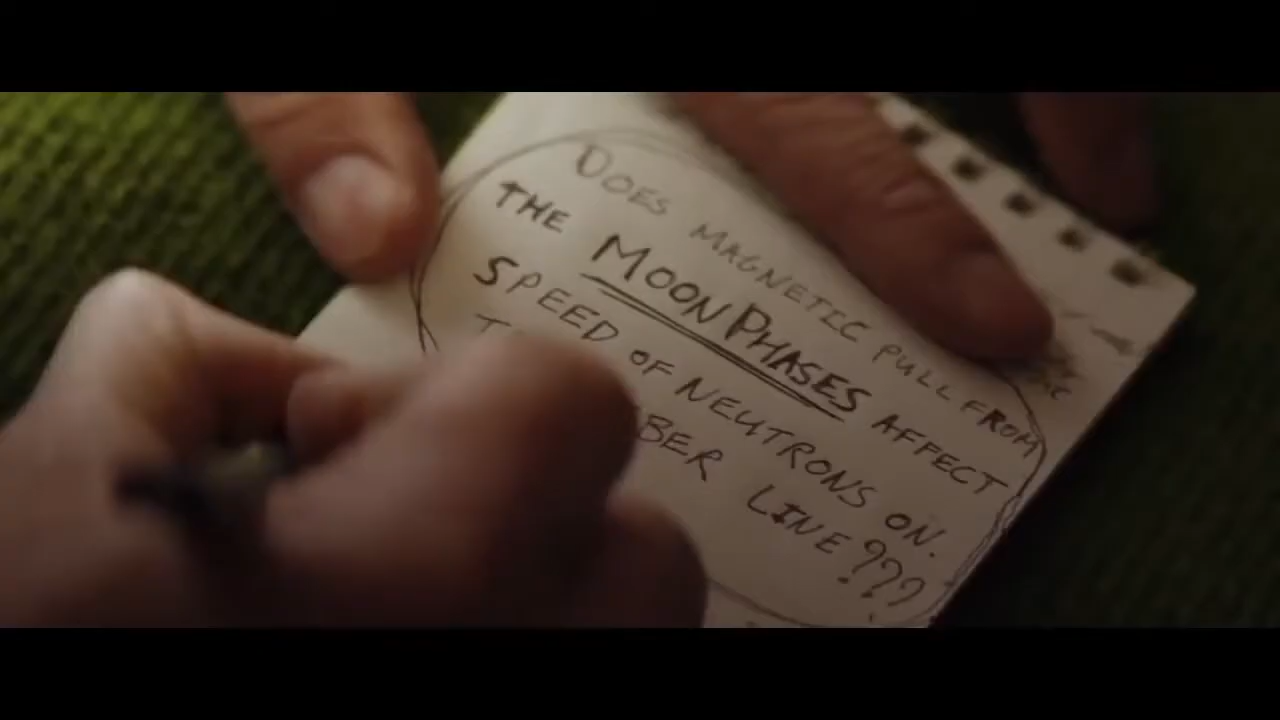 DOES MAGNETIC PULL FROM
THE MOON PHASES AFFECT
SPEED OF NEUTRONS ON.
LINE???